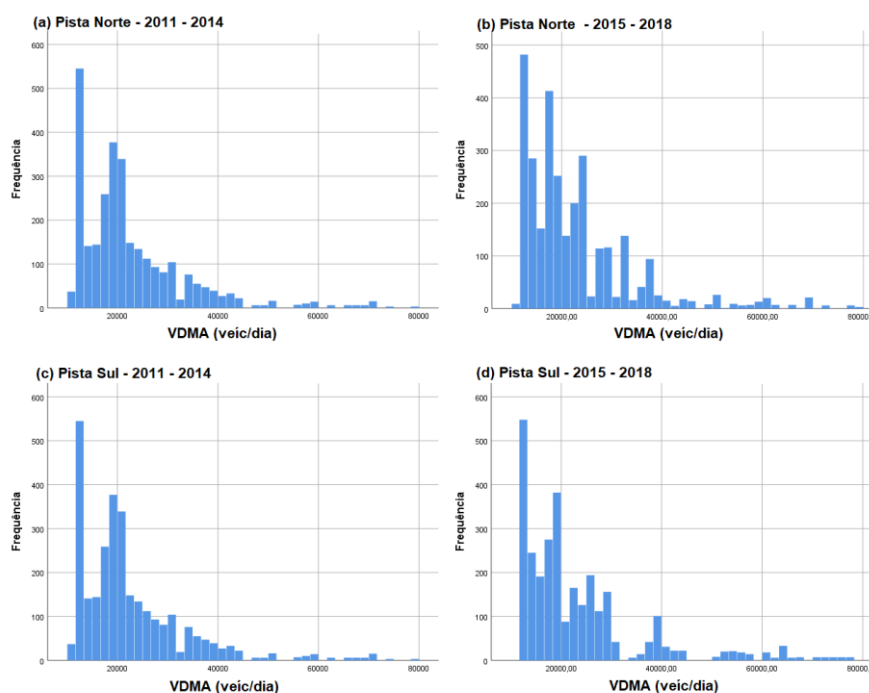 (a) Pista Norte - 2011 - 2014
600
500
400
300
200
100
0
Frequência
20000 40000 60000 80000
VDMA (veic/dia)
(b) Pista Norte - 2015 - 2018
500
400
300
200
100
0
Frequência
20000,00 40000,00 60000,00 80000,
VDMA (veic/dia)
(c) Pista Sul - 2011 - 2014
600
500
400
300
200
100
0
Frequência
20000 40000 60000 80000
VDMA (veic/dia)
(d) Pista Sul - 2015 - 2018
600
500
400
300
200
100
0
Frequência
20000,00 40000,00 60000,00 80000,
VDMA (veic/dia)